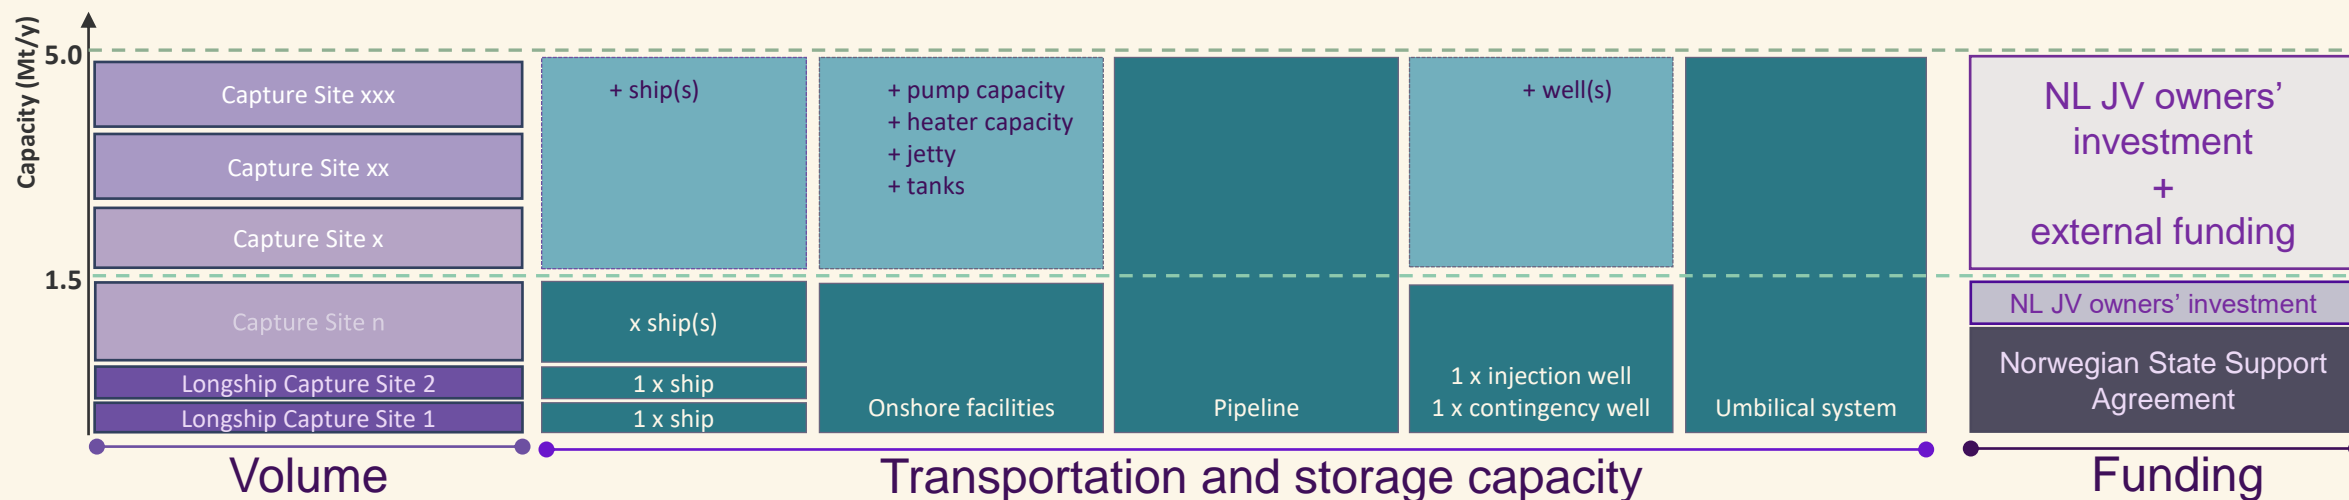 Capacity (Mt/y)
5.0
1.5
Capture Site xxx
Capture Site xx
Capture Site x
Capture Site n
Longship Capture Site 2
Longship Capture Site 1
Volume
+ ship(s)
x ship(s)
1 x ship
1 x ship
+ pump capacity
+ heater capacity
+ jetty
+ tanks
Onshore facilities
Pipeline
+ well(s)
1 x injection well
1 x contingency well
Umbilical system
Transportation and storage capacity
NL JV owners’
investment
+
external funding
NL JV owners’ investment
Norwegian State Support
Agreement
Funding